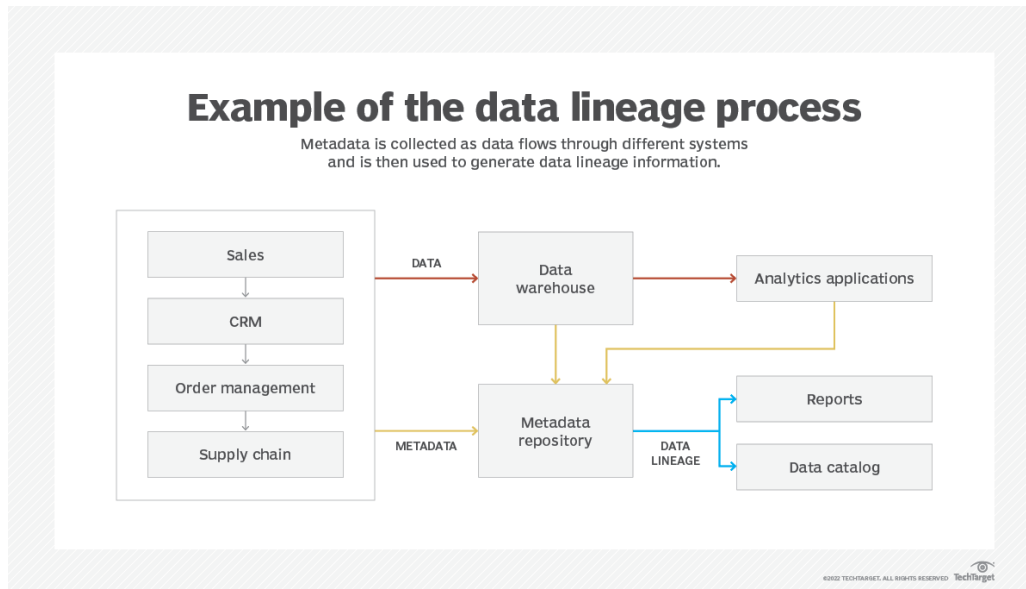 Example of the data lineage process
Metadata is collected as data flows through different systems
and is then used to generate data lineage information.
Sales
CRM
Order management
Supply chain
DATA
METADATA
Data
warehouse
Metadata
repository
Analytics applications
DATA
LINEAGE
Reports
Data catalog
©2022 TECHTARGET. ALL RIGHTS RESERVED TechTarget